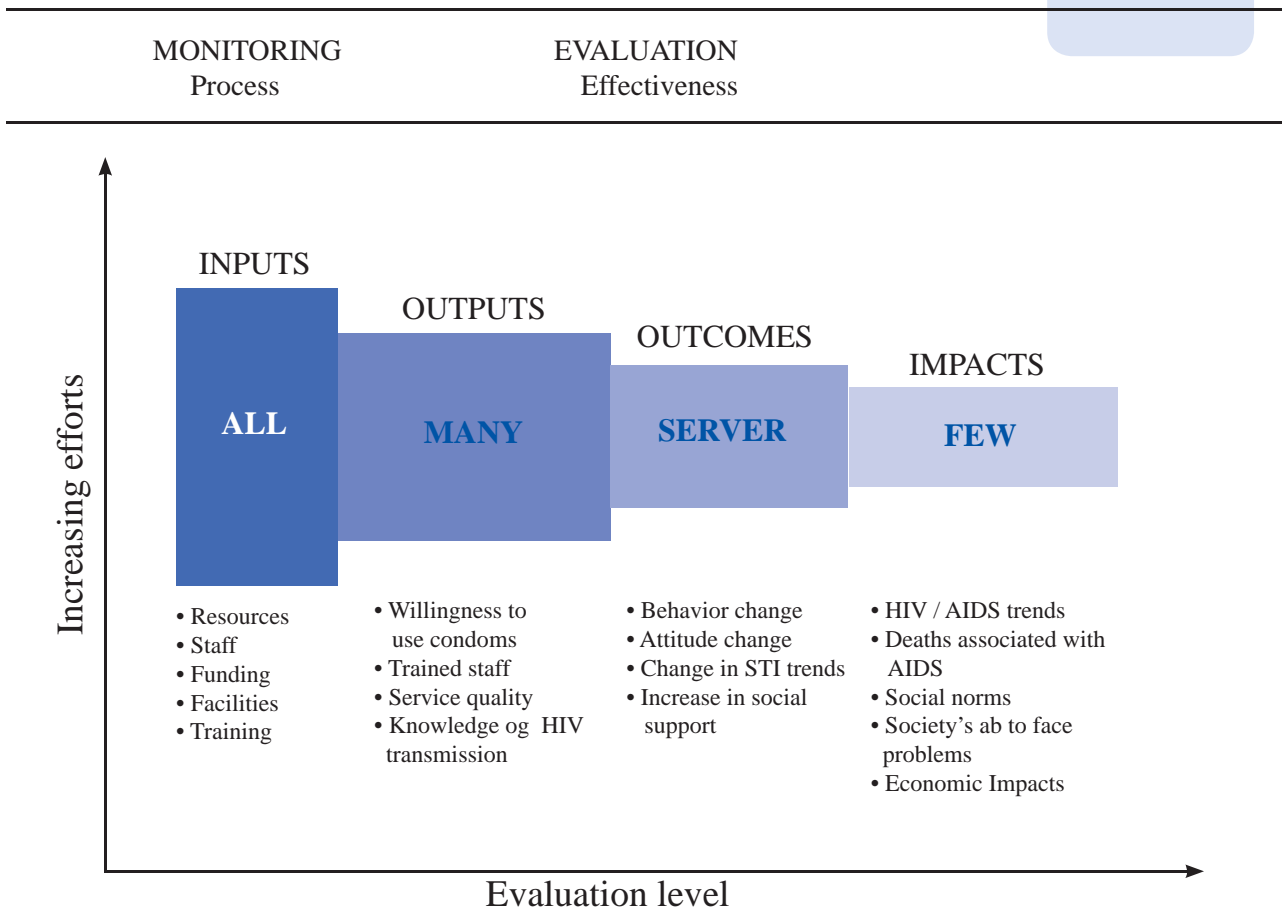 MONITORING
Process
EVALUATION
Effectiveness
Increasing efforts
INPUTS
ALL
• Resources
• Staff
• Funding
• Facilities
• Training
OUTPUTS
MANY
• Willingness to
use condoms
• Trained staff
• Service quality
• Knowledge og HIV
transmission
OUTCOMES
SERVER
• Behavior change
• Attitude change
• Change in STI trends
• Increase in social
support
IMPACTS
FEW
• HIV / AIDS trends
• Deaths associated with
AIDS
• Social norms
• Society's ab to face
problems
• Economic Impacts
Evaluation level